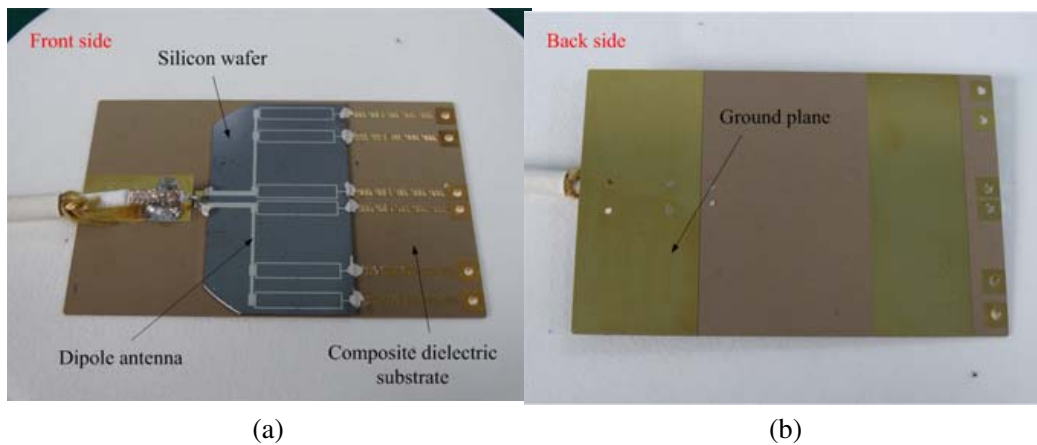 Front side
Silicon wafer
Dipole antenna
Composite dielectric
substrate
(a)
Back side
Ground plane
(b)